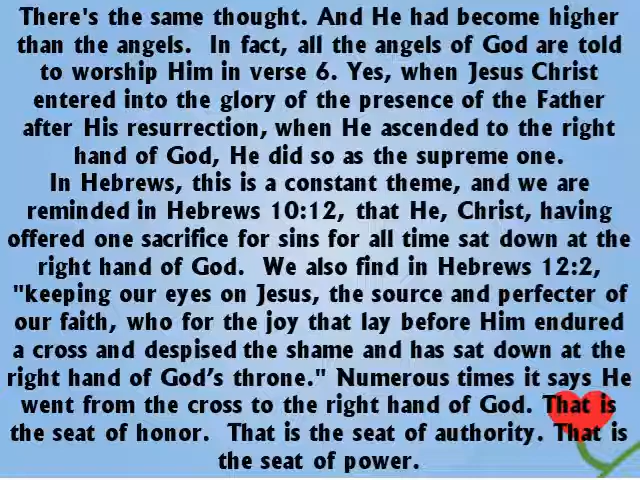 There's the same thought. And He had become higher
than the angels.  In fact, all the angels of God are told
to worship Him in verse 6. Yes, when Jesus Christ
entered into the glory of the presence of the Father
after His resurrection, when He ascended to the right
hand of God, He did so as the supreme one.
In Hebrews, this is a constant theme, and we are
reminded in Hebrews 10:12, that He, Christ, having
offered one sacrifice for sins for all time sat down at the
right hand of God.  We also find in Hebrews 12:2,
"keeping our eyes on Jesus, the source and perfecter of
our faith, who for the joy that lay before Him endured
a cross and despised the shame and has sat down at the
right hand of God’s throne." Numerous times it says He
went from the cross to the right hand of God. That is
the seat of honor.  That is the seat of authority. That is
the seat of power.